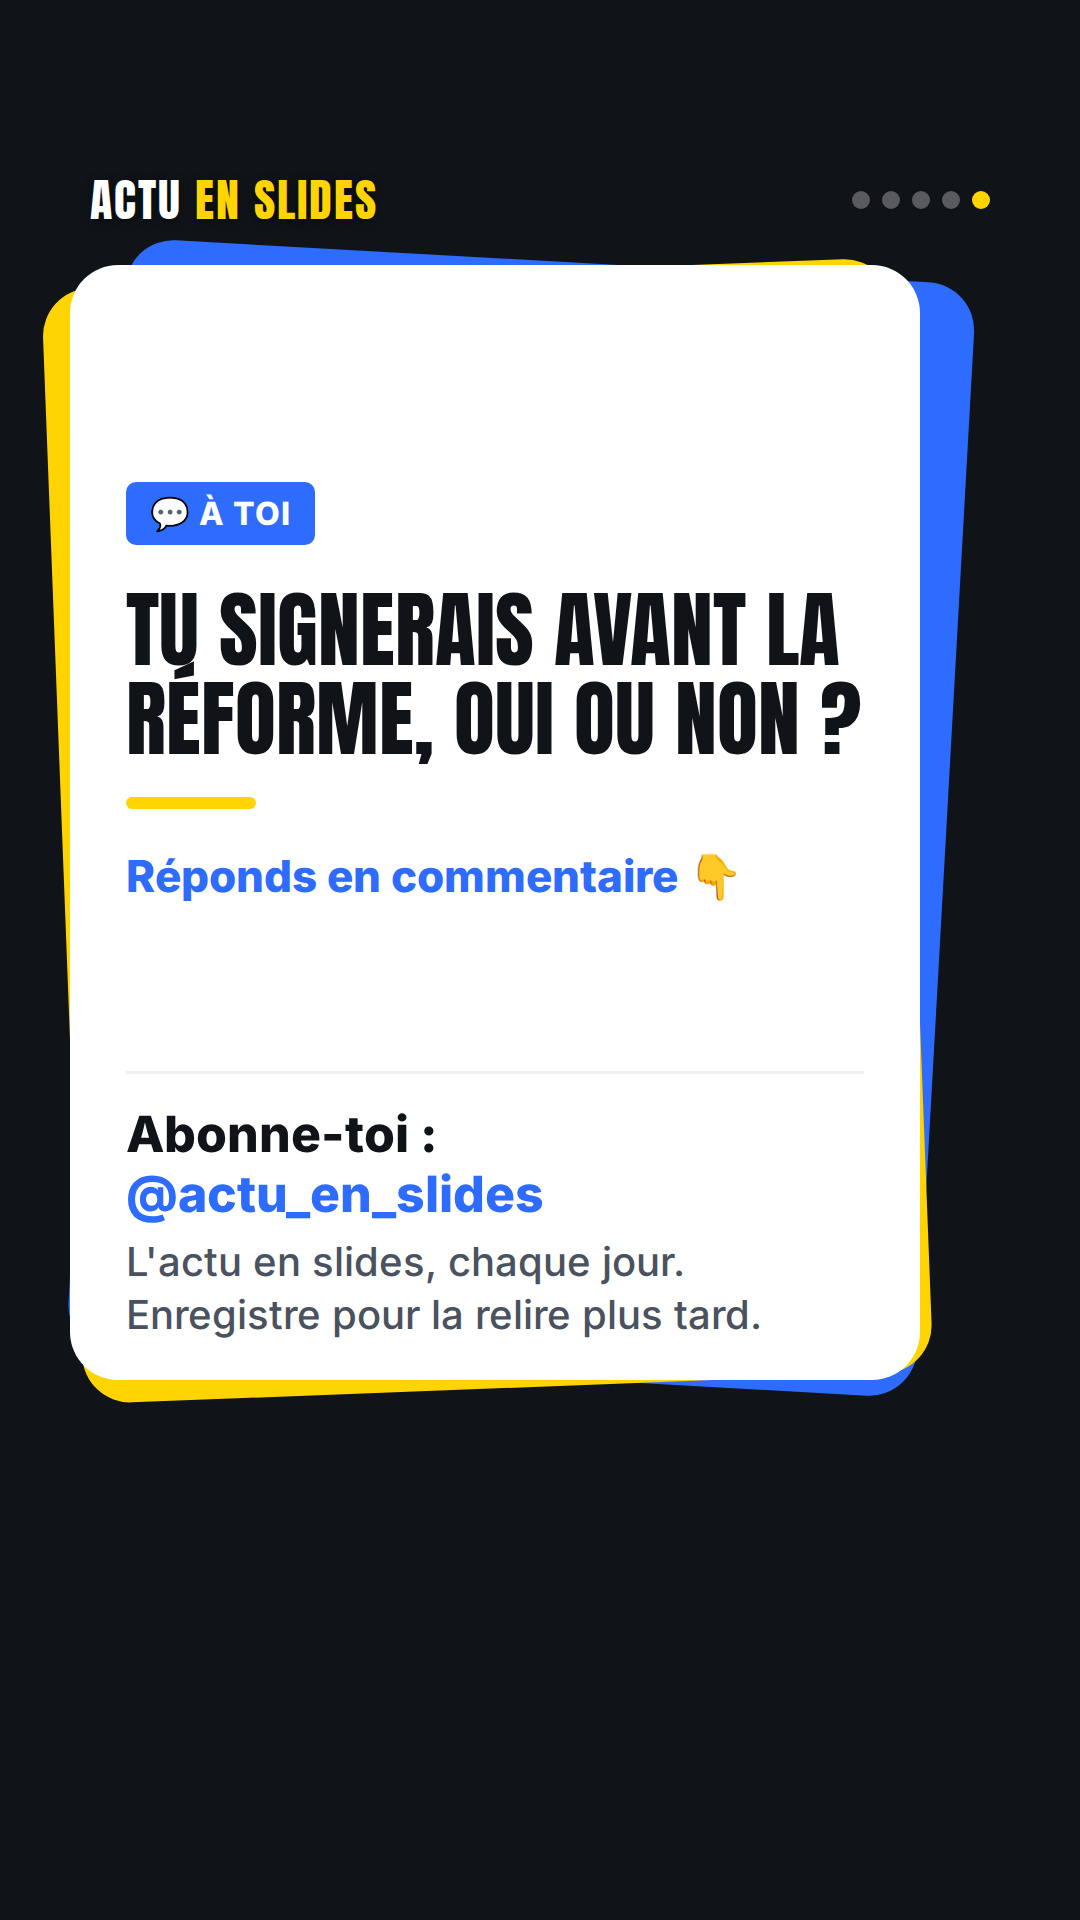 ACTU EN SLIDES
💬 À TOI
TU SIGNERAIS AVANT LA
RÉFORME, OUI OU NON ?
Réponds en commentaire 👇
Abonne-toi :
@actu_en_slides
L'actu en slides, chaque jour.
Enregistre pour la relire plus tard.